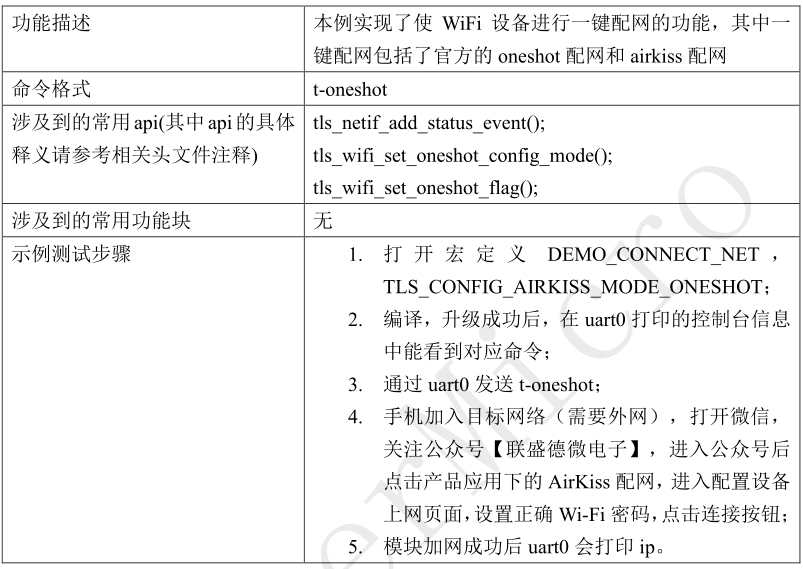 功能描述
本例实现了使 WiFi 设备进行一键配网的功能，其中一
键配网包括了官方的 oneshot 配网和 airkiss 配网
命令格式
t-oneshot
涉及到的常用 api(其中 api 的具体
释义请参考相关头文件注释)
tls_netif_add_status_event();
tls_wifi_set_oneshot_config_mode();
tls_wifi_set_oneshot_flag();
涉及到的常用功能块
无
示例测试步骤
1. 打开宏定义 DEMO_CONNECT_NET，
TLS_CONFIG_AIRKISS_MODE_ONESHOT；
2. 编译，升级成功后，在 uart0 打印的控制台信息
中能看到对应命令；
3. 通过 uart0 发送 t-oneshot；
4. 手机加入目标网络（需要外网），打开微信，
关注公众号【联盛德微电子】，进入公众号后
点击产品应用下的 AirKiss 配网，进入配置设备
上网页面，设置正确 Wi-Fi 密码，点击连接按钮；
5. 模块加网成功后 uart0 会打印 ip。
erMicro